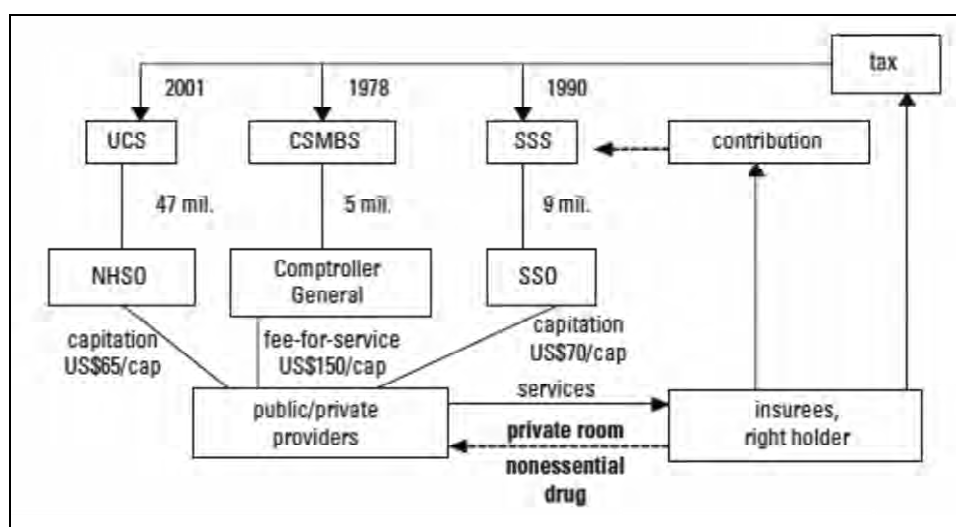 tax
2001
1978
1990
UCS
CSMBS
SSS
contribution
47 mil.
5 mil.
9 mil.
NHSO
Comptroller
General
SSO
capitation
US$65/cap
fee-for-service
US$150/cap
capitation
US$70/cap
public/private
providers
services
private room
nonessential
drug
insurees,
right holder